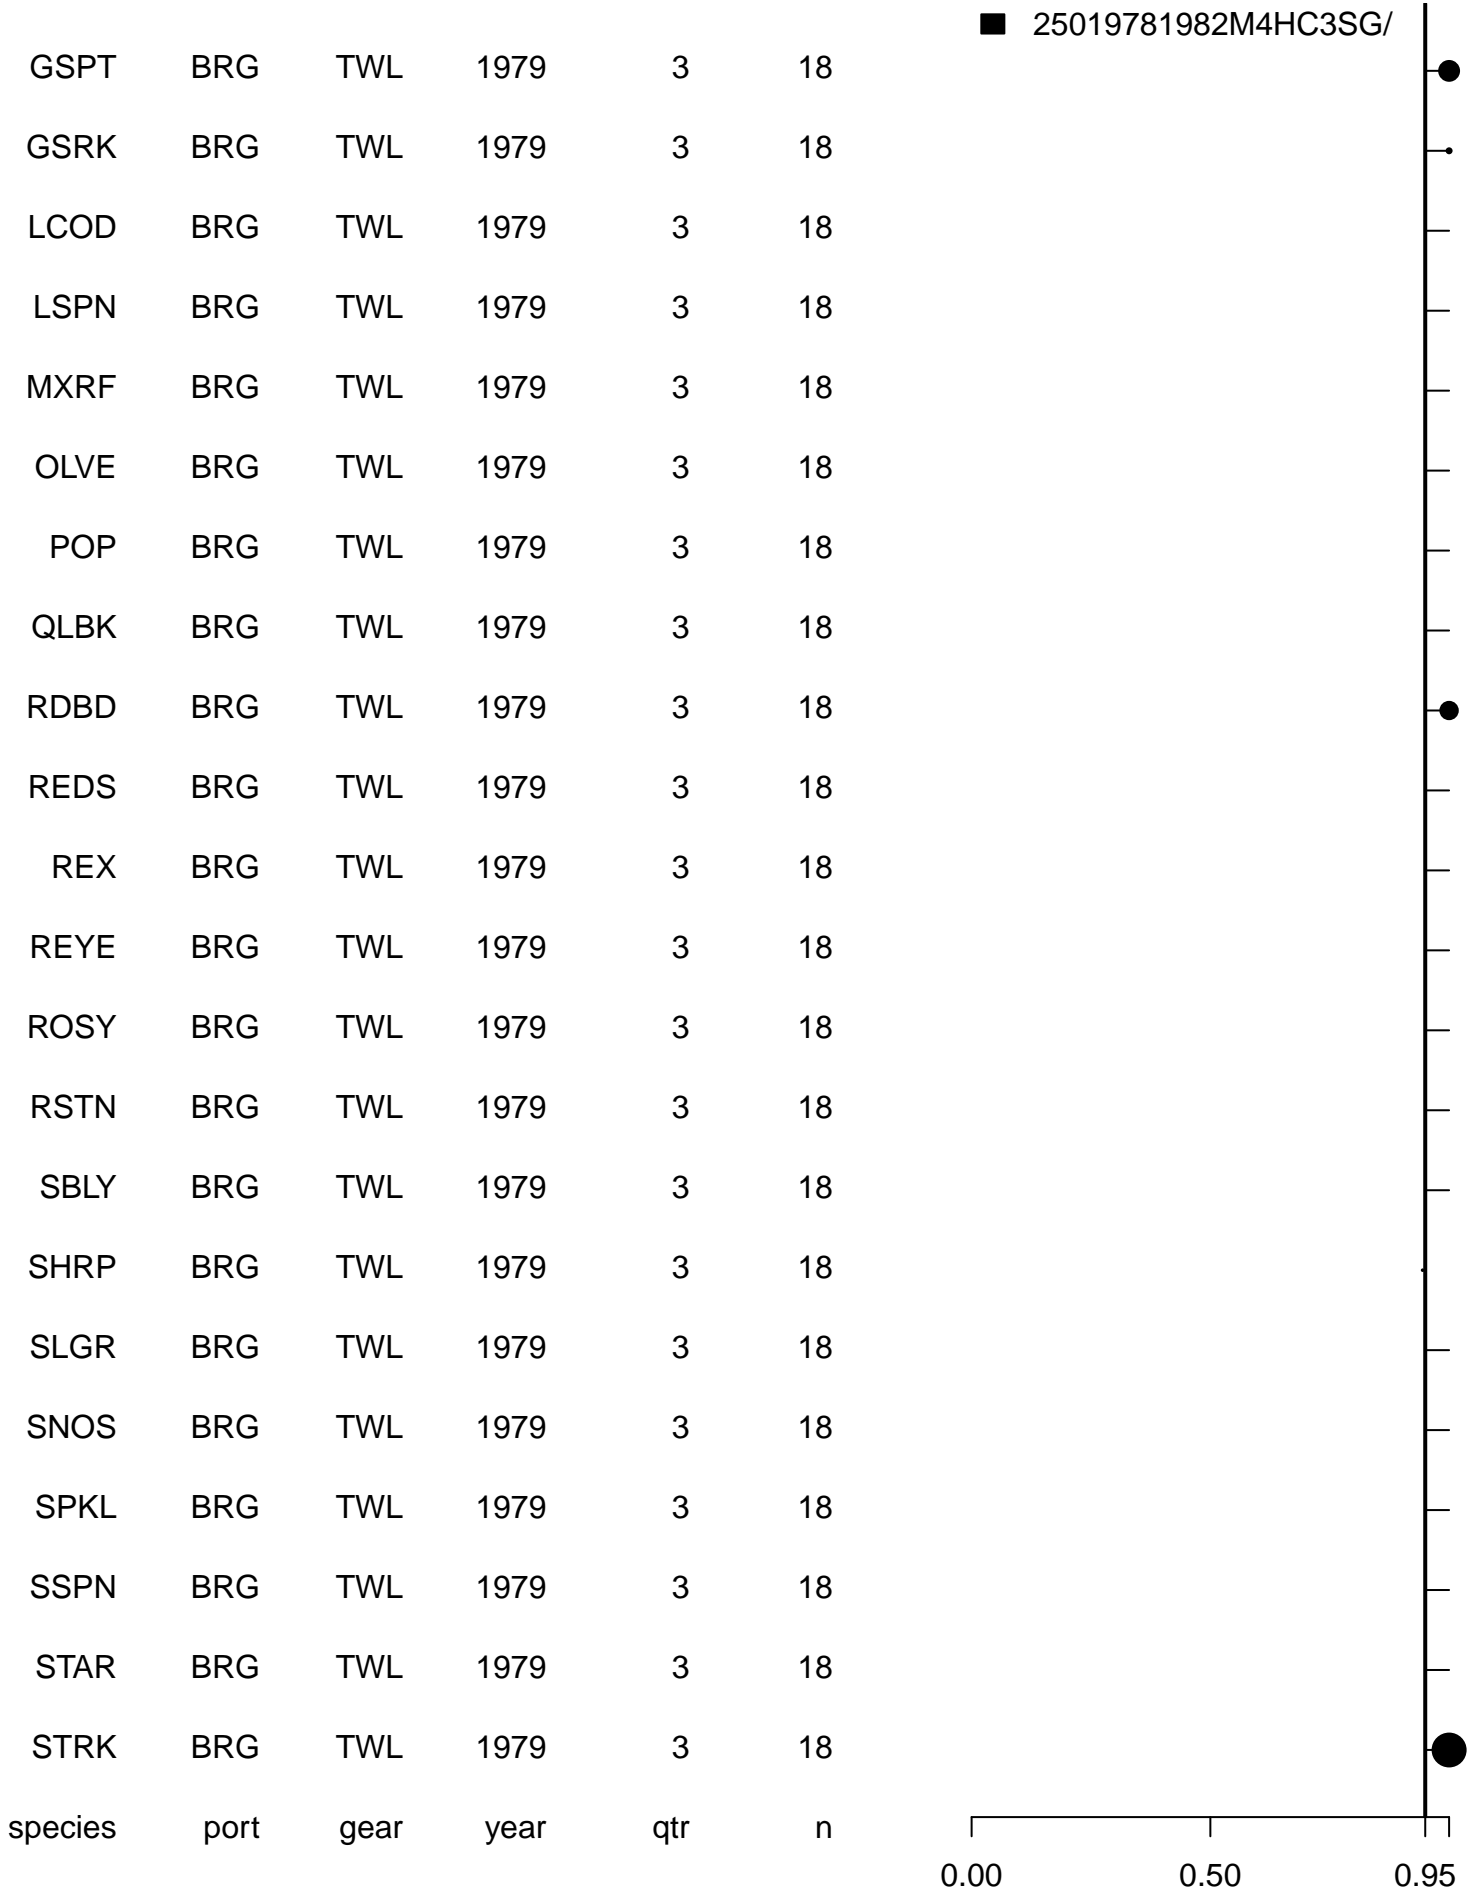 25019781982M4HC3SG/
GSPT BRG TWL 1979 3 18
GSRK BRG TWL 1979 3 18
LCOD BRG TWL 1979 3 18
LSPN BRG TWL 1979 3 18
MXRF BRG TWL 1979 3 18
OLVE BRG TWL 1979 3 18
POP BRG TWL 1979 3 18
QLBK BRG TWL 1979 3 18
RDBD BRG TWL 1979 3 18
REDS BRG TWL 1979 3 18
REX BRG TWL 1979 3 18
REYE BRG TWL 1979 3 18
ROSY BRG TWL 1979 3 18
RSTN BRG TWL 1979 3 18
SBLY BRG TWL 1979 3 18
SHRP BRG TWL 1979 3 18
SLGR BRG TWL 1979 3 18
SNOS BRG TWL 1979 3 18
SPKL BRG TWL 1979 3 18
SSPN BRG TWL 1979 3 18
STAR BRG TWL 1979 3 18
STRK BRG TWL 1979 3 18
species port gear year qtr n
0.00 0.50 0.95